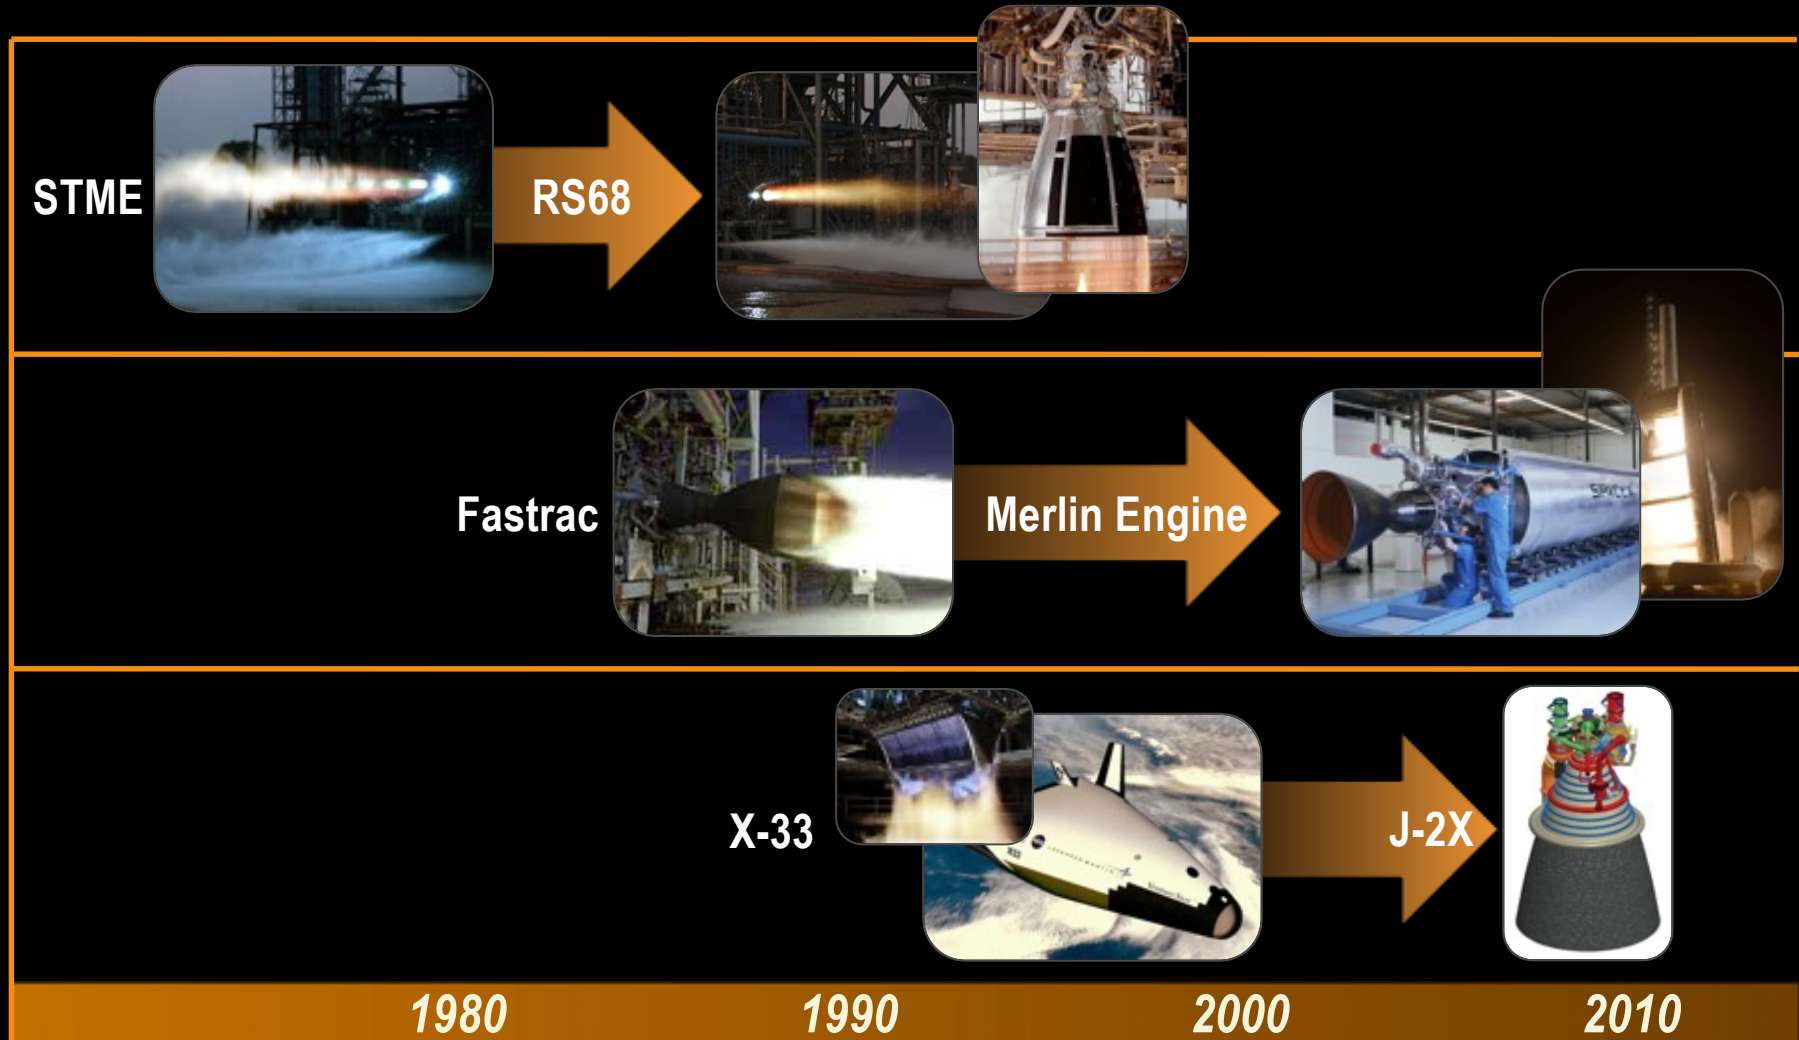 STME
RS68
Fastrac
Merlin Engine
X-33
J-2X
1980
1990
2000
2010